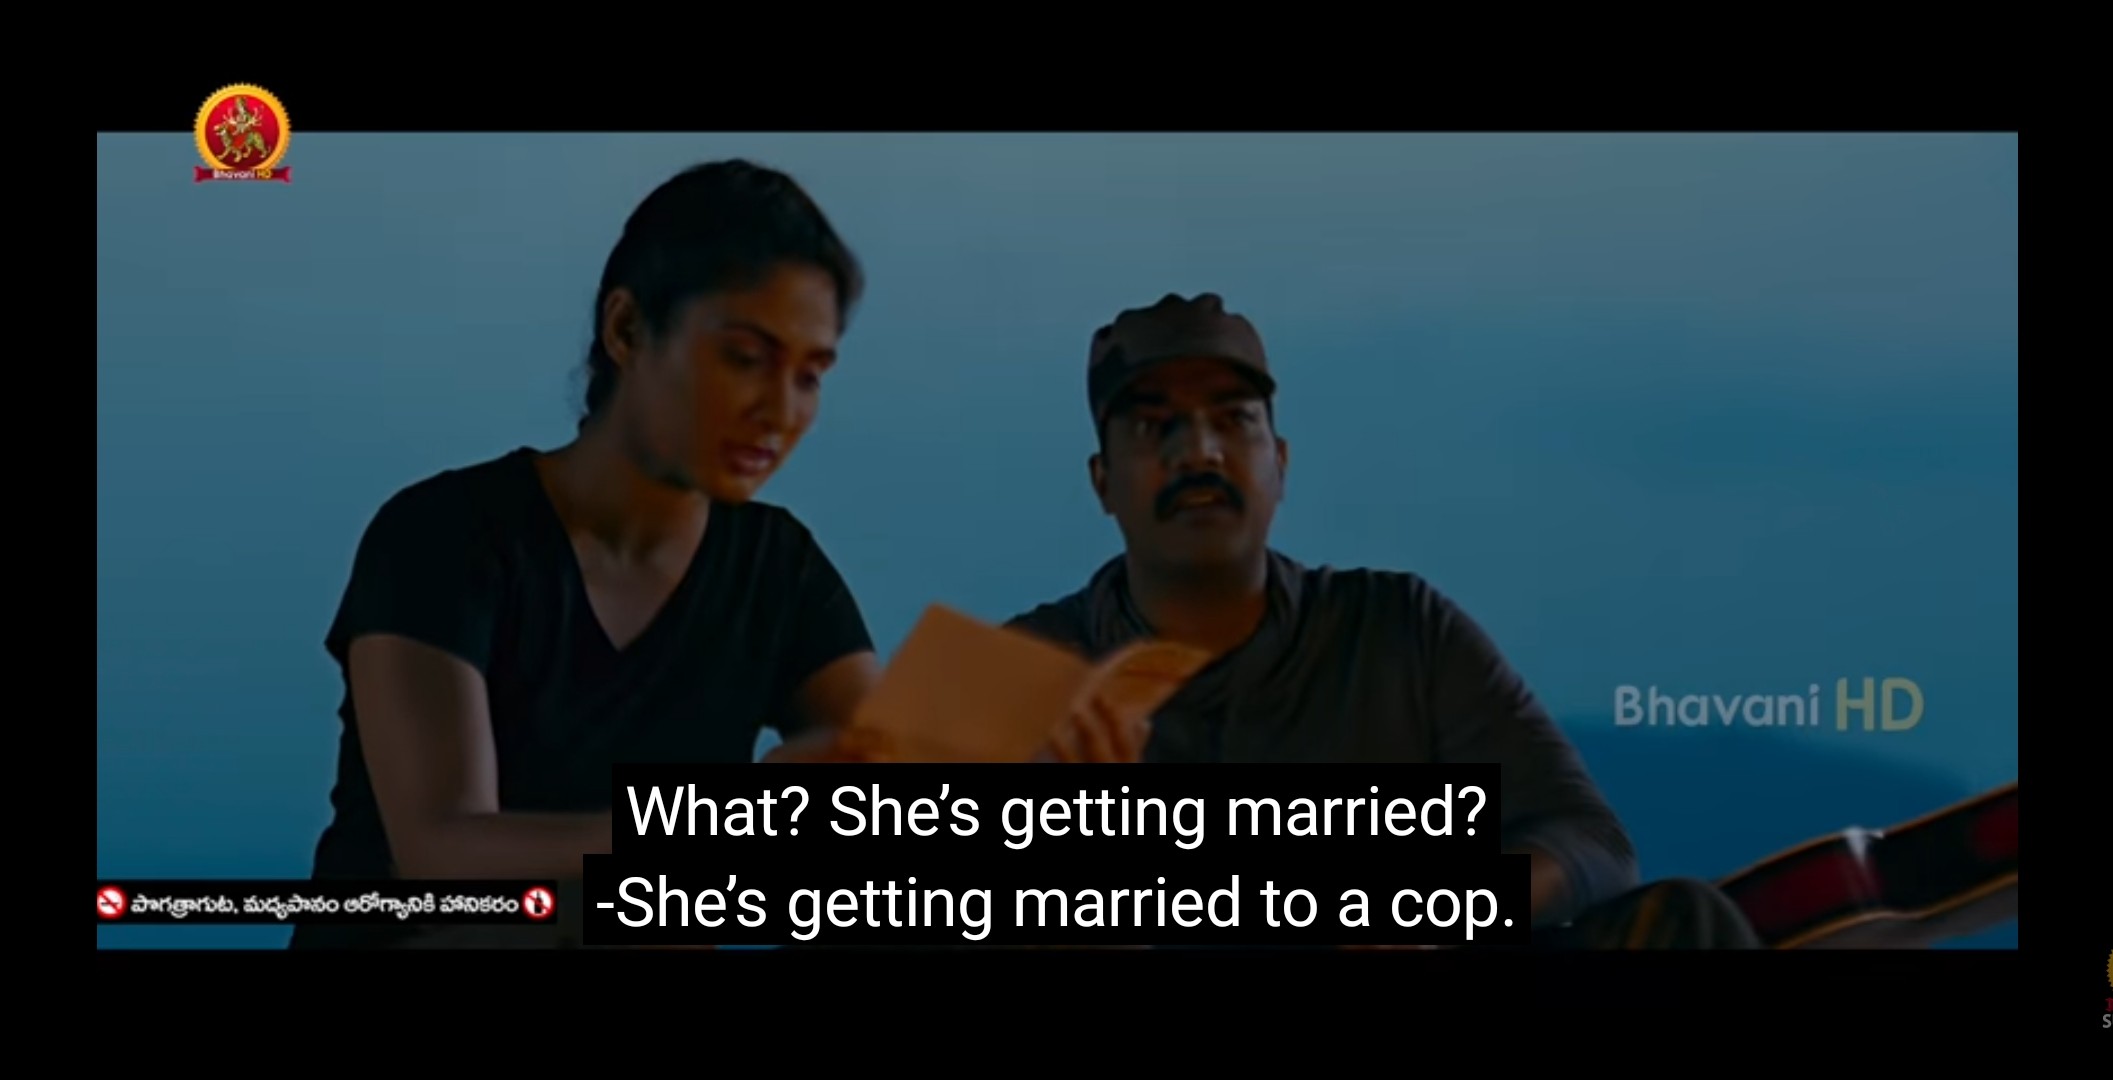 Bhavani HD
Bhavani HD
What? She's getting married?
-She's getting married to a cop.
పొగత్రాగుట, మద్యపానం ఆరోగ్యానికి హానికరం